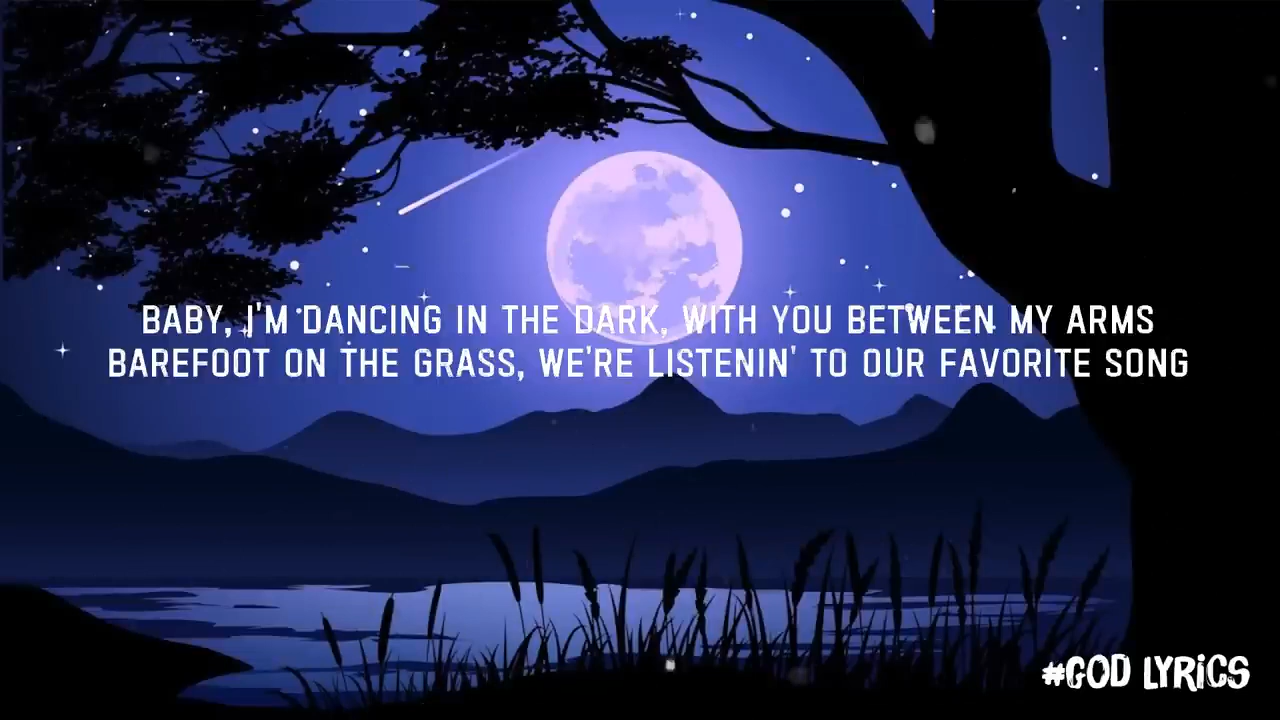 BABY, I'M DANCING IN THE DARK, WITH YOU BETWEEN MY ARMS
BAREFOOT ON THE GRASS, WE'RE LISTENIN' TO OUR FAVORITE SONG
#GOD LYRiCS